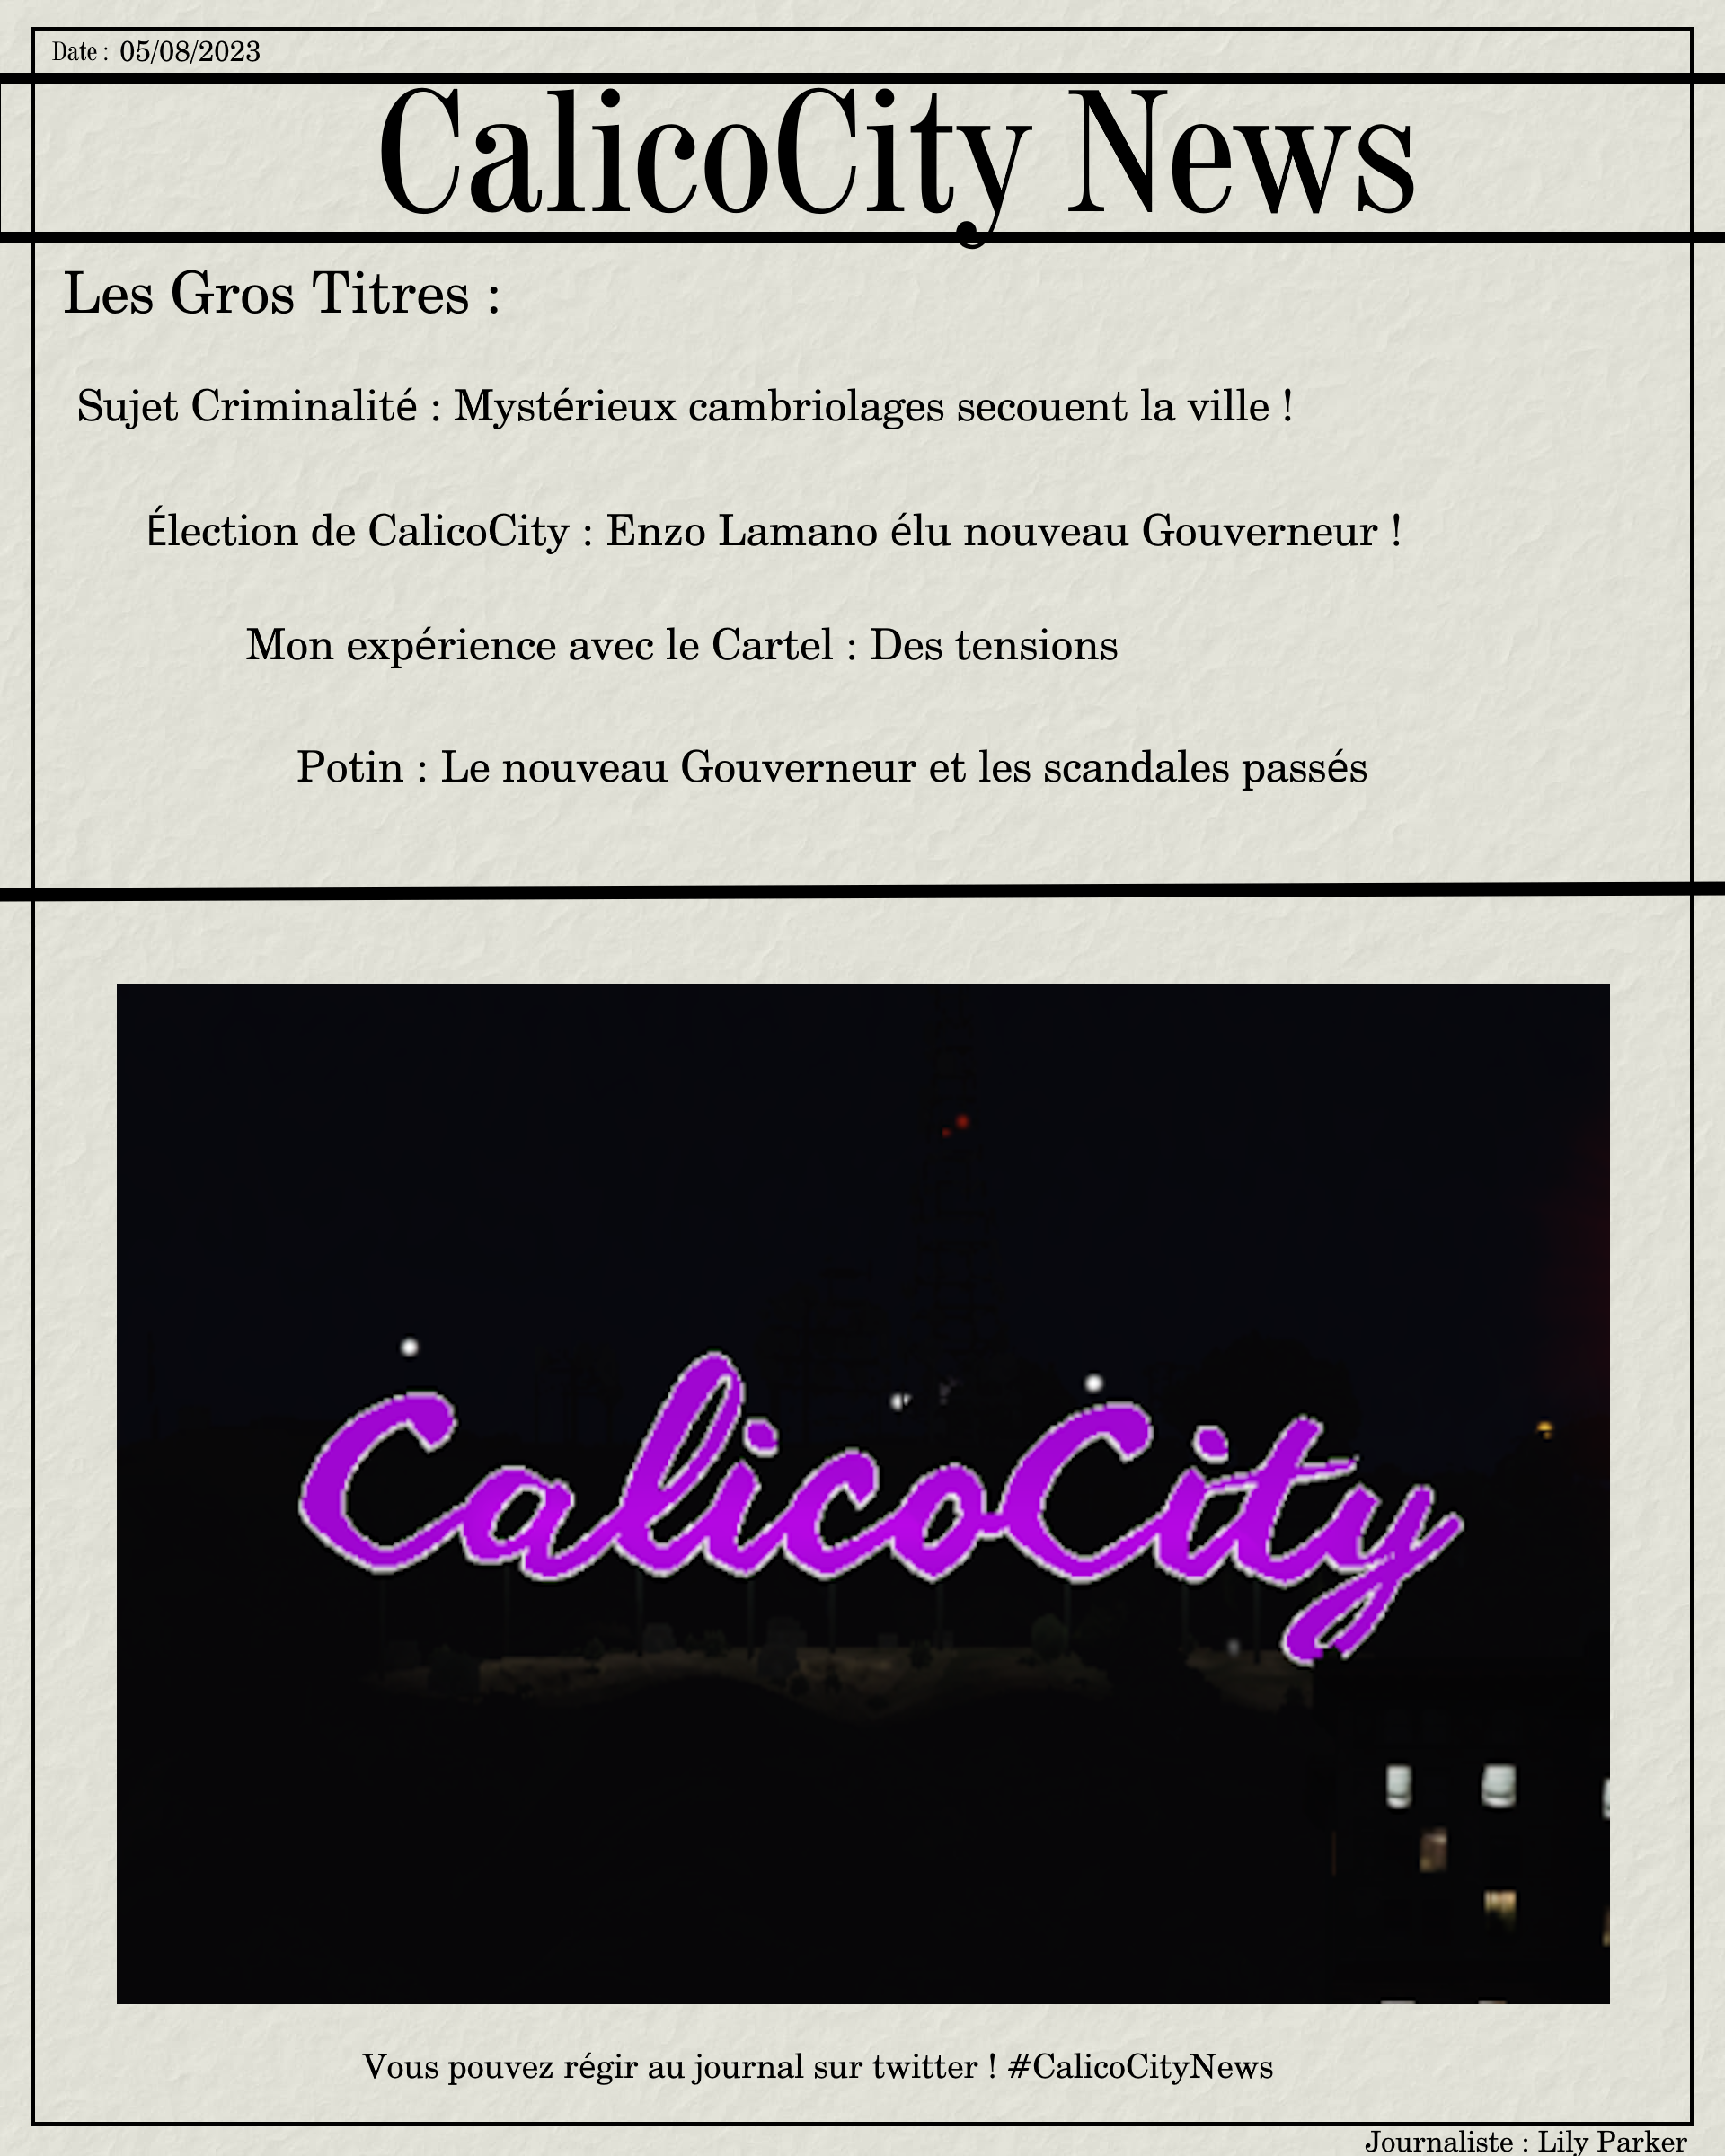 Date : 05/08/2023
CalicoCity News
Les Gros Titres :
Sujet Criminalité : Mystérieux cambriolages secouent la ville !
Élection de CalicoCity : Enzo Lamano élu nouveau Gouverneur !
Mon expérience avec le Cartel : Des tensions
Potin : Le nouveau Gouverneur et les scandales passés
CalicoCity
Vous pouvez régir au journal sur twitter ! #CalicoCityNews
Journaliste : Lily Parker